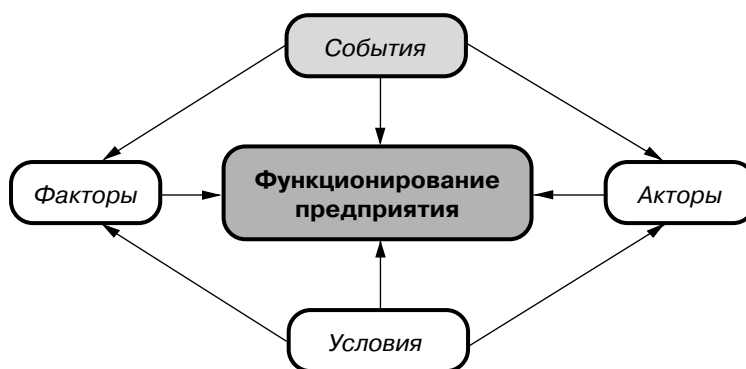 События
Факторы
Функционирование
предприятия
Акторы
Условия